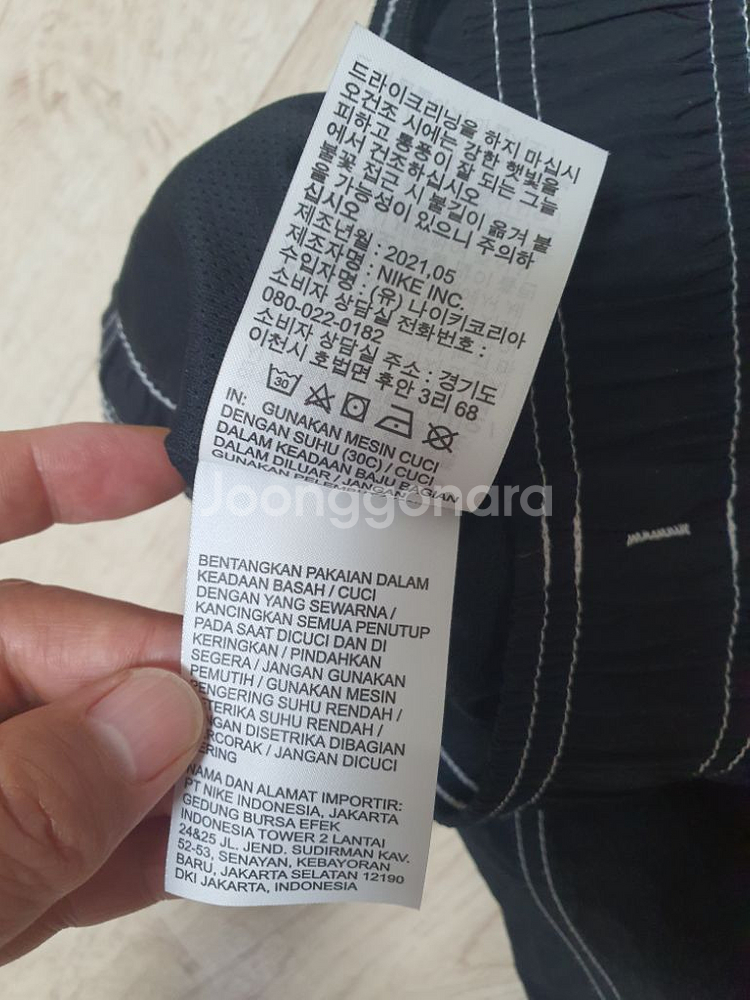 드라이크리닝을 하지 마십시
오건조 시에는 강한 햇빛을
피하고 통풍이 잘 되는 그늘
에서 건조하십시오
불꽃 접근 시 불길이 옮겨 붙
을 가능성이 있으니 주의하
십시오
제조년월 : 2021.05
제조자명 : NIKE INC.
수입자명 : (유) 나이키코리아
소비자 상담실 전화번호 :
080-022-0182
소비자 상담실 주소 : 경기도
이천시 호법면 후안 3리 68
30
IN: GUNAKAN MESIN CUCI
DENGAN SUHU (30C) / CUCI
DALAM KEADAAN BAJU BAGIAN
DALAM DILUAR / JANGAN
GUNAKAN
Joonggonara
BENTANGKAN PAKAIAN DALAM
KEADAAN BASAH / CUCI
DENGAN YANG SEWARNA /
KANCINGKAN SEMUA PENUTUP
PADA SAAT DICUCI DAN DI
KERINGKAN / PINDAHKAN
SEGERA / JANGAN GUNAKAN
PEMUTIH / GUNAKAN MESIN
PENGERING SUHU RENDAH /
SETERIKA SUHU RENDAH /
DISETRIKA DIBAGIAN
/ JANGAN DICUCI
NAMA DAN ALAMAT IMPORTIR:
PT NIKE INDONESIA, JAKARTA
GEDUNG BURSA EFEK
INDONESIA TOWER 2 LANTAI
24&25 JL. JEND. SUDIRMAN KAV.
52-53, SENAYAN, KEBAYORAN
BARU, JAKARTA SELATAN 12190
DKI JAKARTA, INDONESIA